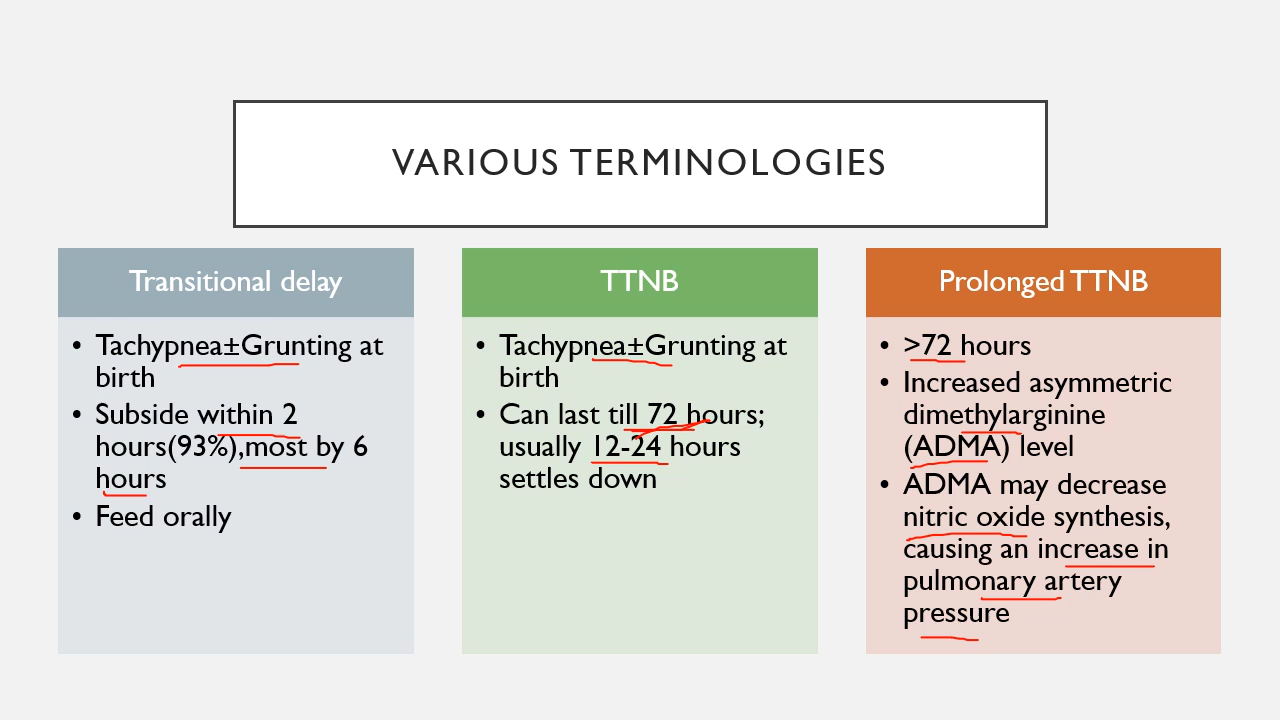 VARIOUS TERMINOLOGIES
Transitional delay
• Tachypnea±Grunting at
birth
• Subside within 2
hours(93%),most by 6
hours
• Feed orally
TTNB
• Tachypnea±Grunting at
birth
• Can last till 72 hours;
usually 12-24 hours
settles down
Prolonged TTNB
• >72 hours
• Increased asymmetric
dimethylarginine
(ADMA) level
• ADMA may decrease
nitric oxide synthesis,
causing an increase in
pulmonary artery
pressure